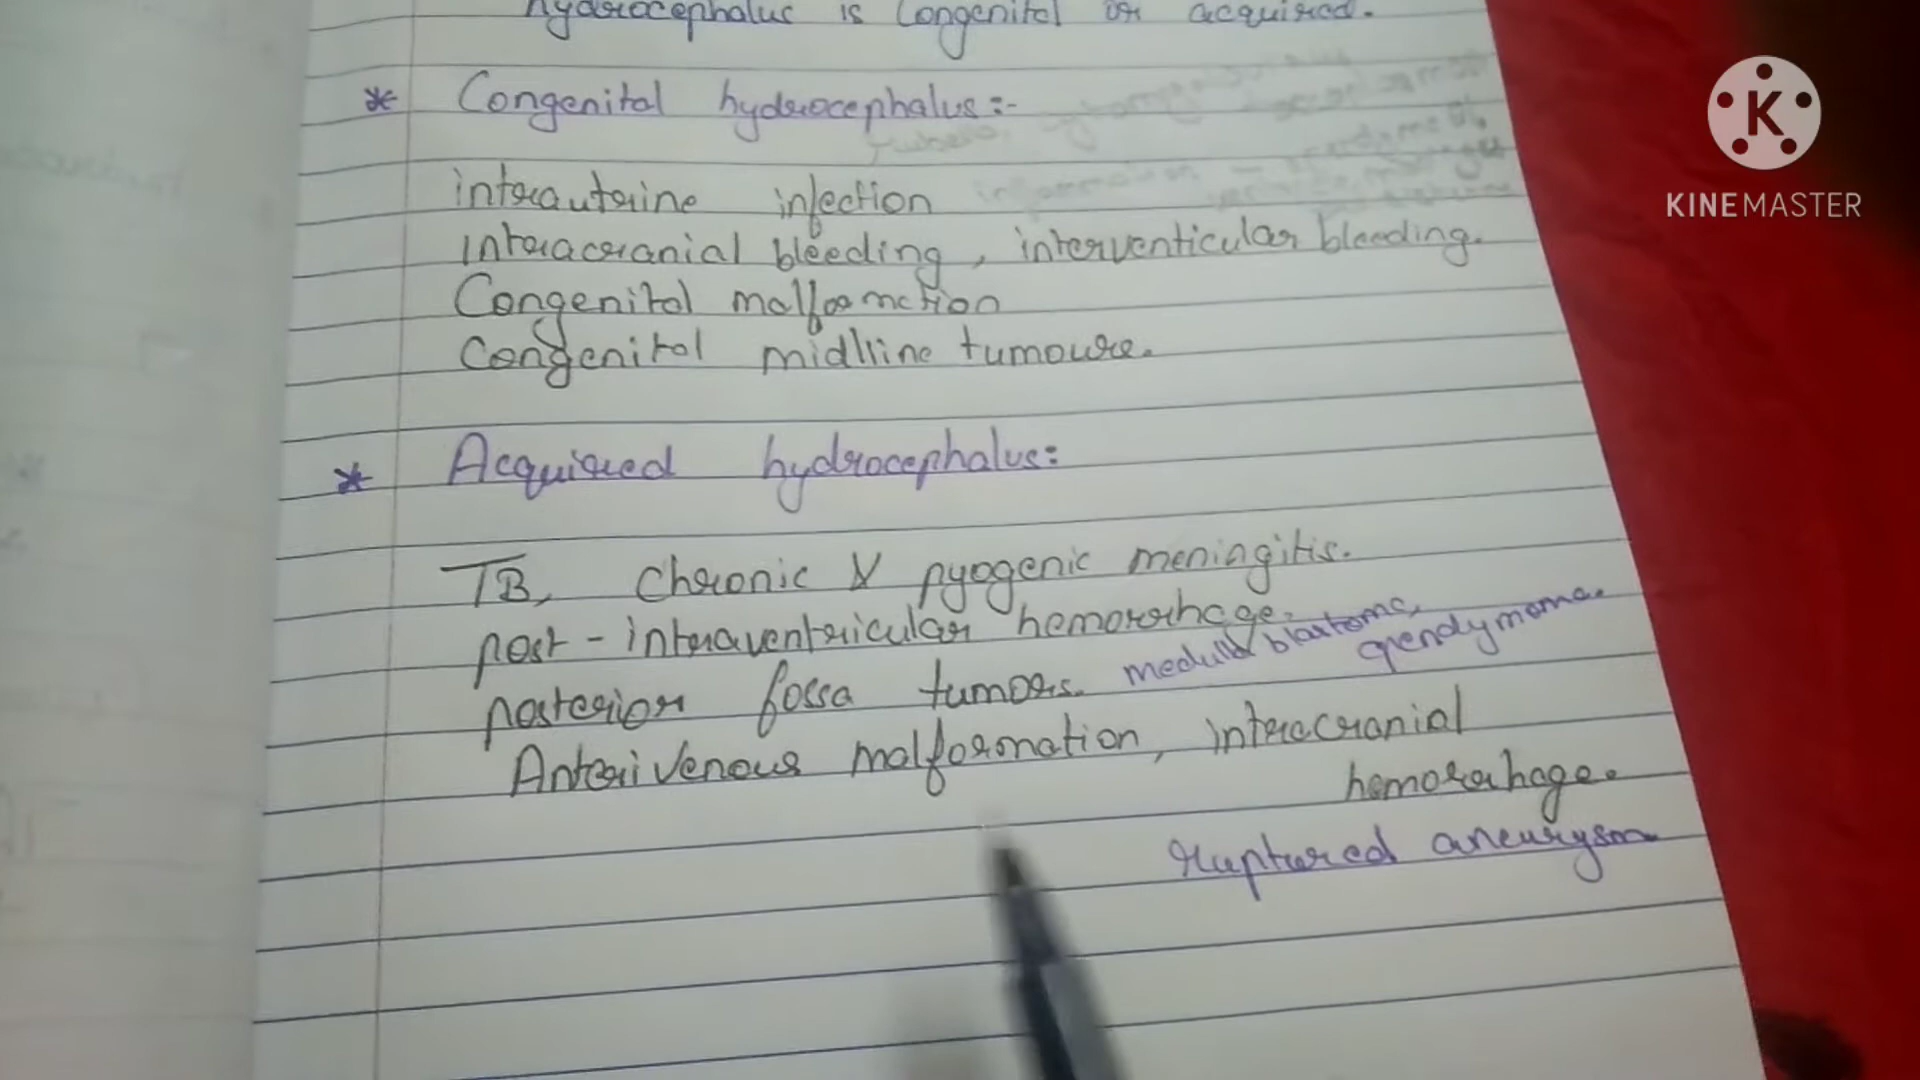 hydrocephalus is Congenital or acquired.
* Congenital hydrocephalus:-
intrauterine infection
intracranial bleeding, interventicular bleeding.
Congenital malformation
Congenital midline tumoure.
* Acquired hydrocephalus:
TB, Chronic & pyogenic meningitis.
post-intraventricular hemorrhage.
posterior fossa tumors. medulla blastoma, ependymoma.
Anterivenous malformation, intracranial
hemorrhage.
ruptured aneurysm
KINEMASTER